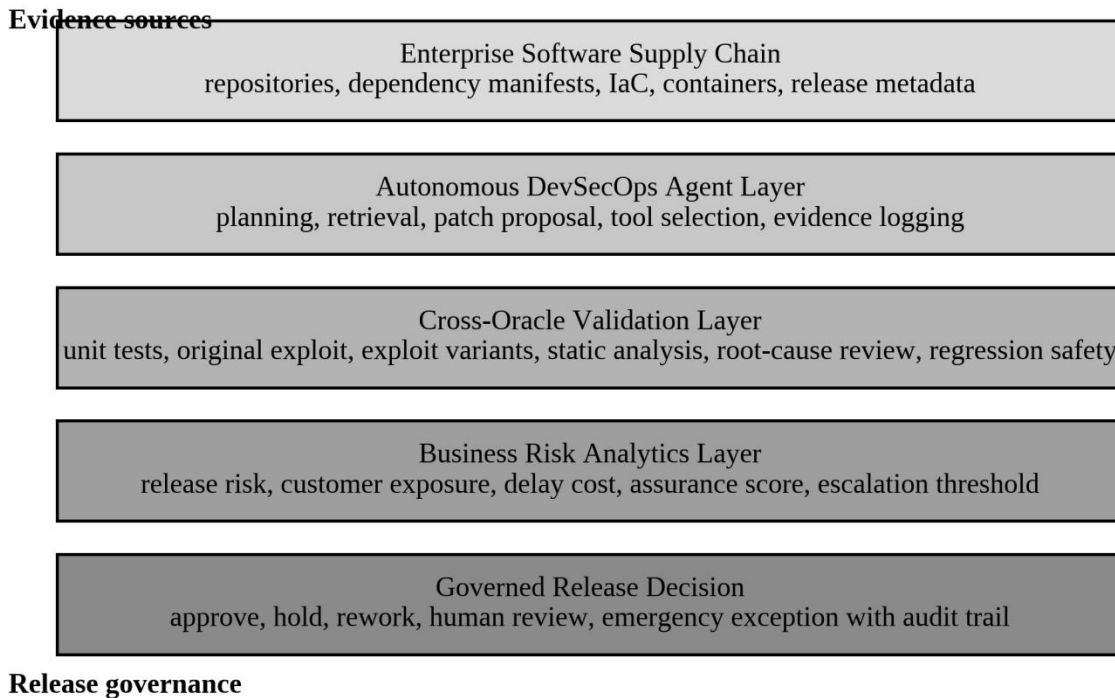 Evidence sources
Enterprise Software Supply Chain
repositories, dependency manifests, IaC, containers, release metadata
Autonomous DevSecOps Agent Layer
planning, retrieval, patch proposal, tool selection, evidence logging
Cross-Oracle Validation Layer
unit tests, original exploit, exploit variants, static analysis, root-cause review, regression safety
Business Risk Analytics Layer
release risk, customer exposure, delay cost, assurance score, escalation threshold
Governed Release Decision
approve, hold, rework, human review, emergency exception with audit trail
Release governance